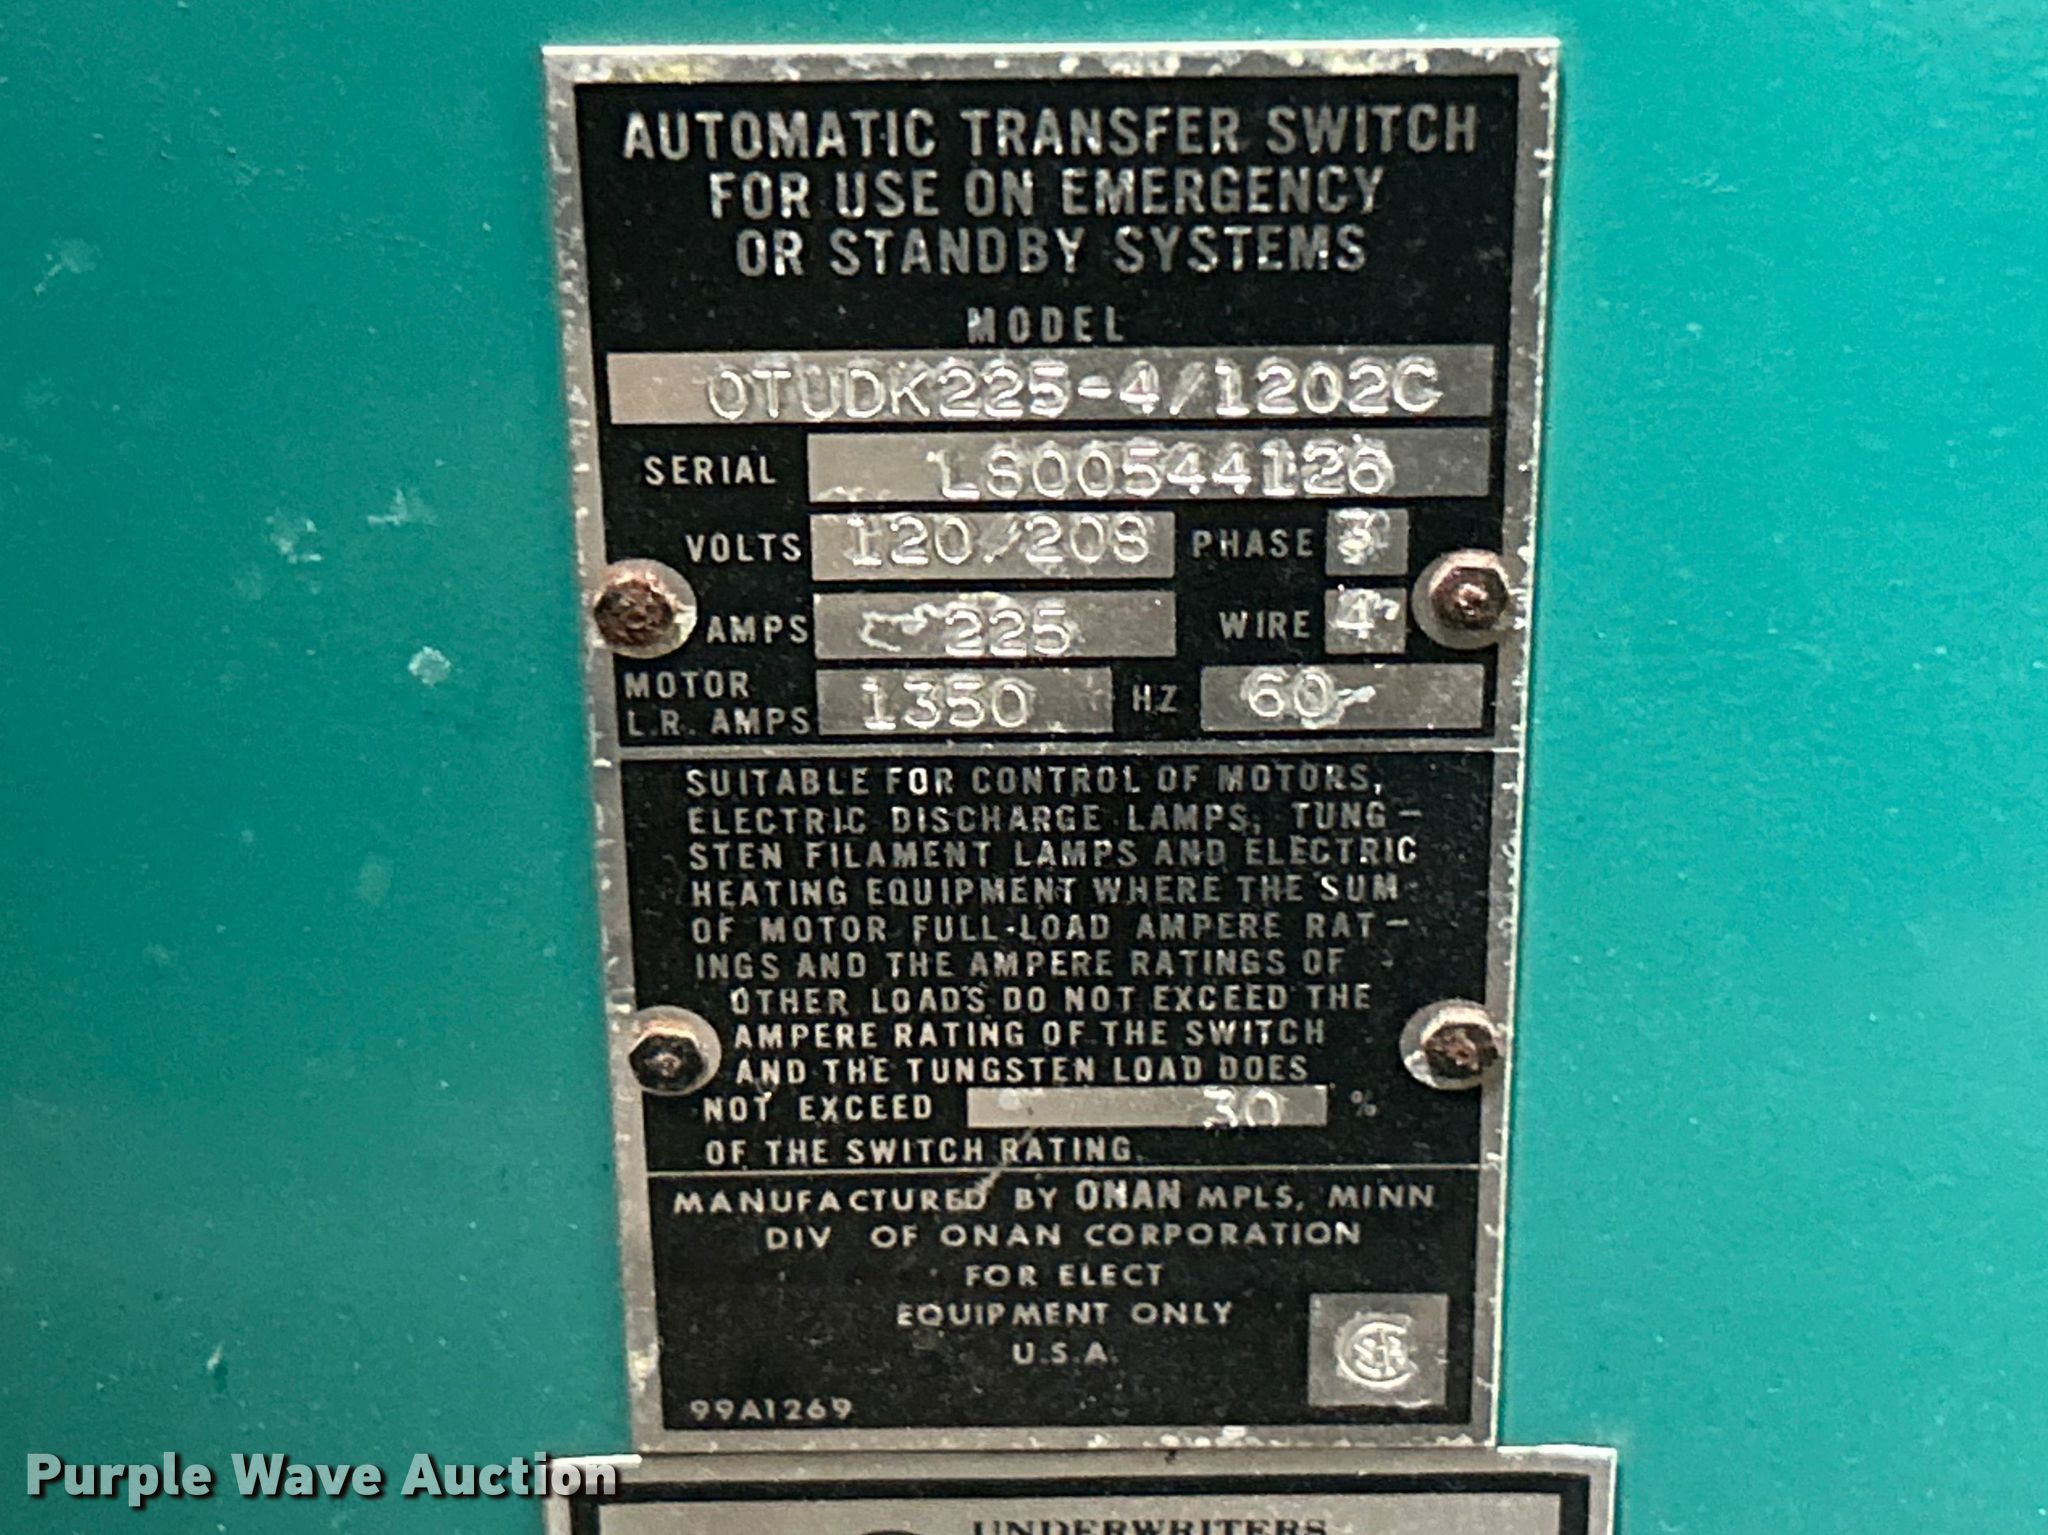 AUTOMATIC TRANSFER SWITCH
FOR USE ON EMERGENCY
OR STANDBY SYSTEMS
MODEL
OTUDK225-4/1202C
SERIAL L800544126
VOLTS 120/208 PHASE 3
AMPS 225 WIRE 4
MOTOR
L.R. AMPS 1350 HZ 60
SUITABLE FOR CONTROL OF MOTORS,
ELECTRIC DISCHARGE LAMPS, TUNG-
STEN FILAMENT LAMPS AND ELECTRIC
HEATING EQUIPMENT WHERE THE SUM
OF MOTOR FULL-LOAD AMPERE RAT-
INGS AND THE AMPERE RATINGS OF
OTHER LOADS DO NOT EXCEED THE
AMPERE RATING OF THE SWITCH
AND THE TUNGSTEN LOAD DOES
NOT EXCEED 30 %
OF THE SWITCH RATING.
MANUFACTURED BY ONAN MPLS, MINN
DIV OF ONAN CORPORATION
FOR ELECT
EQUIPMENT ONLY
U.S.A.
99A1269
Purple Wave Auction
UNDERWRITERS